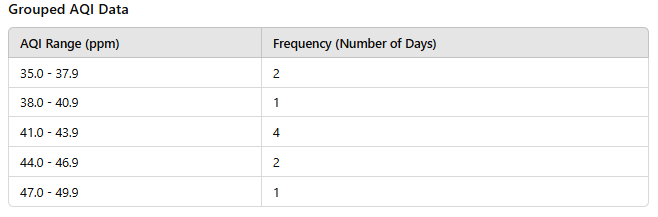 Grouped AQI Data
AQI Range (ppm) Frequency (Number of Days)
35.0 - 37.9 2
38.0 - 40.9 1
41.0 - 43.9 4
44.0 - 46.9 2
47.0 - 49.9 1